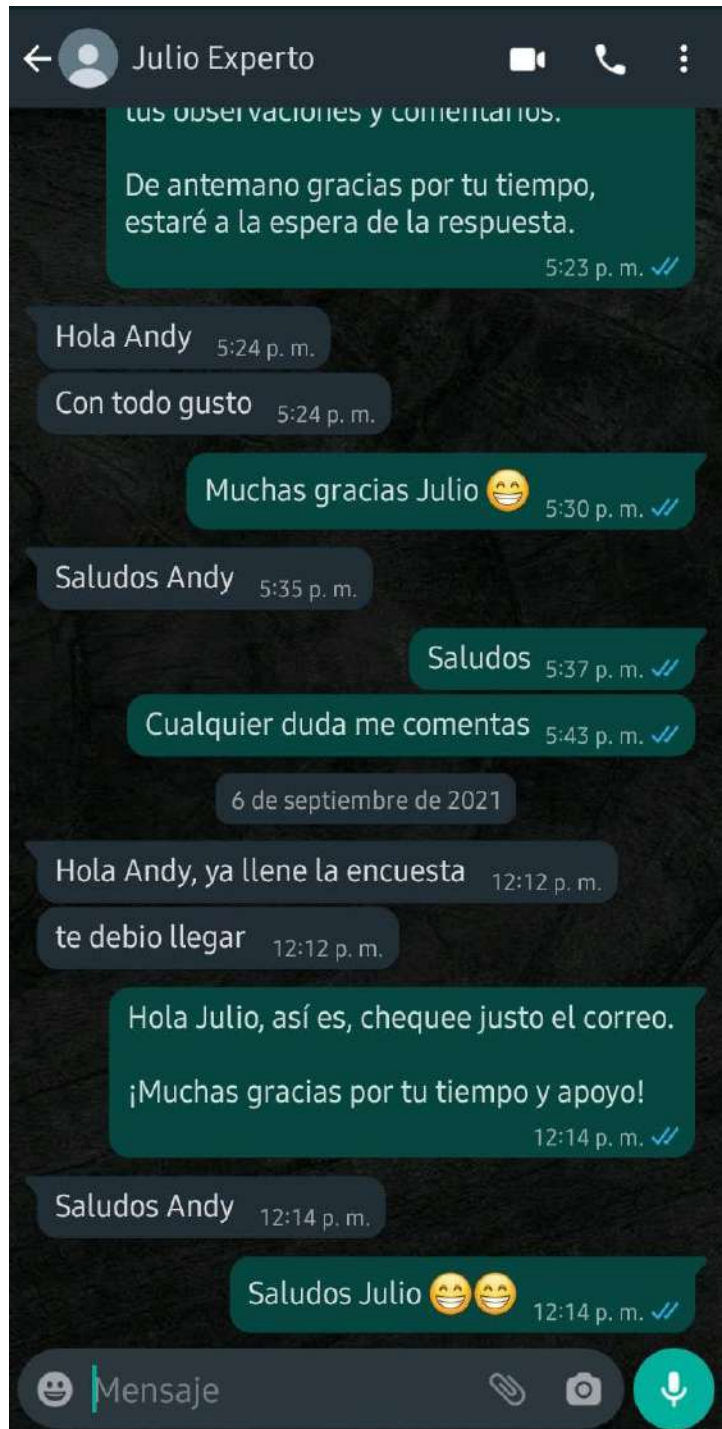 Julio Experto
tus observaciones y comentarios.
De antemano gracias por tu tiempo,
estaré a la espera de la respuesta.
5:23 p. m.
Hola Andy 5:24 p. m.
Con todo gusto 5:24 p. m.
Muchas gracias Julio 😁 5:30 p. m.
Saludos Andy 5:35 p. m.
Saludos 5:37 p. m.
Cualquier duda me comentas 5:43 p. m.
6 de septiembre de 2021
Hola Andy, ya llene la encuesta 12:12 p. m.
te debio llegar 12:12 p. m.
Hola Julio, así es, chequee justo el correo.
¡Muchas gracias por tu tiempo y apoyo!
12:14 p. m.
Saludos Andy 12:14 p. m.
Saludos Julio 😁😁 12:14 p. m.
Mensaje